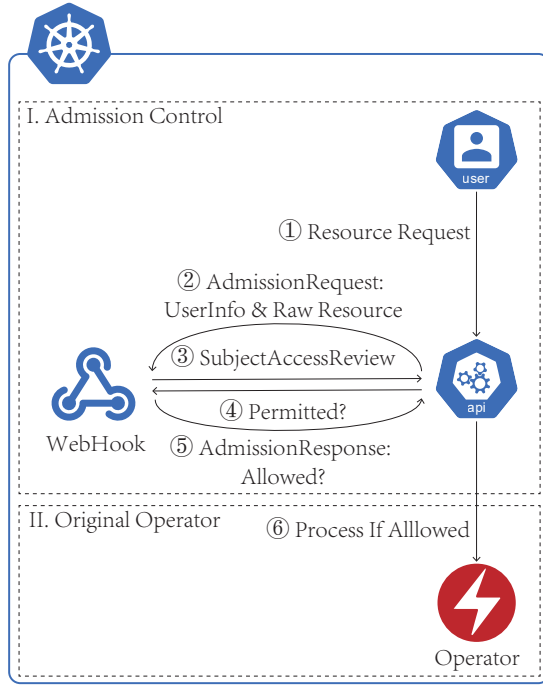 I. Admission Control
user
① Resource Request
② AdmissionRequest:
UserInfo & Raw Resource
③ SubjectAccessReview
④ Permitted?
api
WebHook
⑤ AdmissionResponse:
Allowed?
II. Original Operator
⑥ Process If Alllowed
Operator